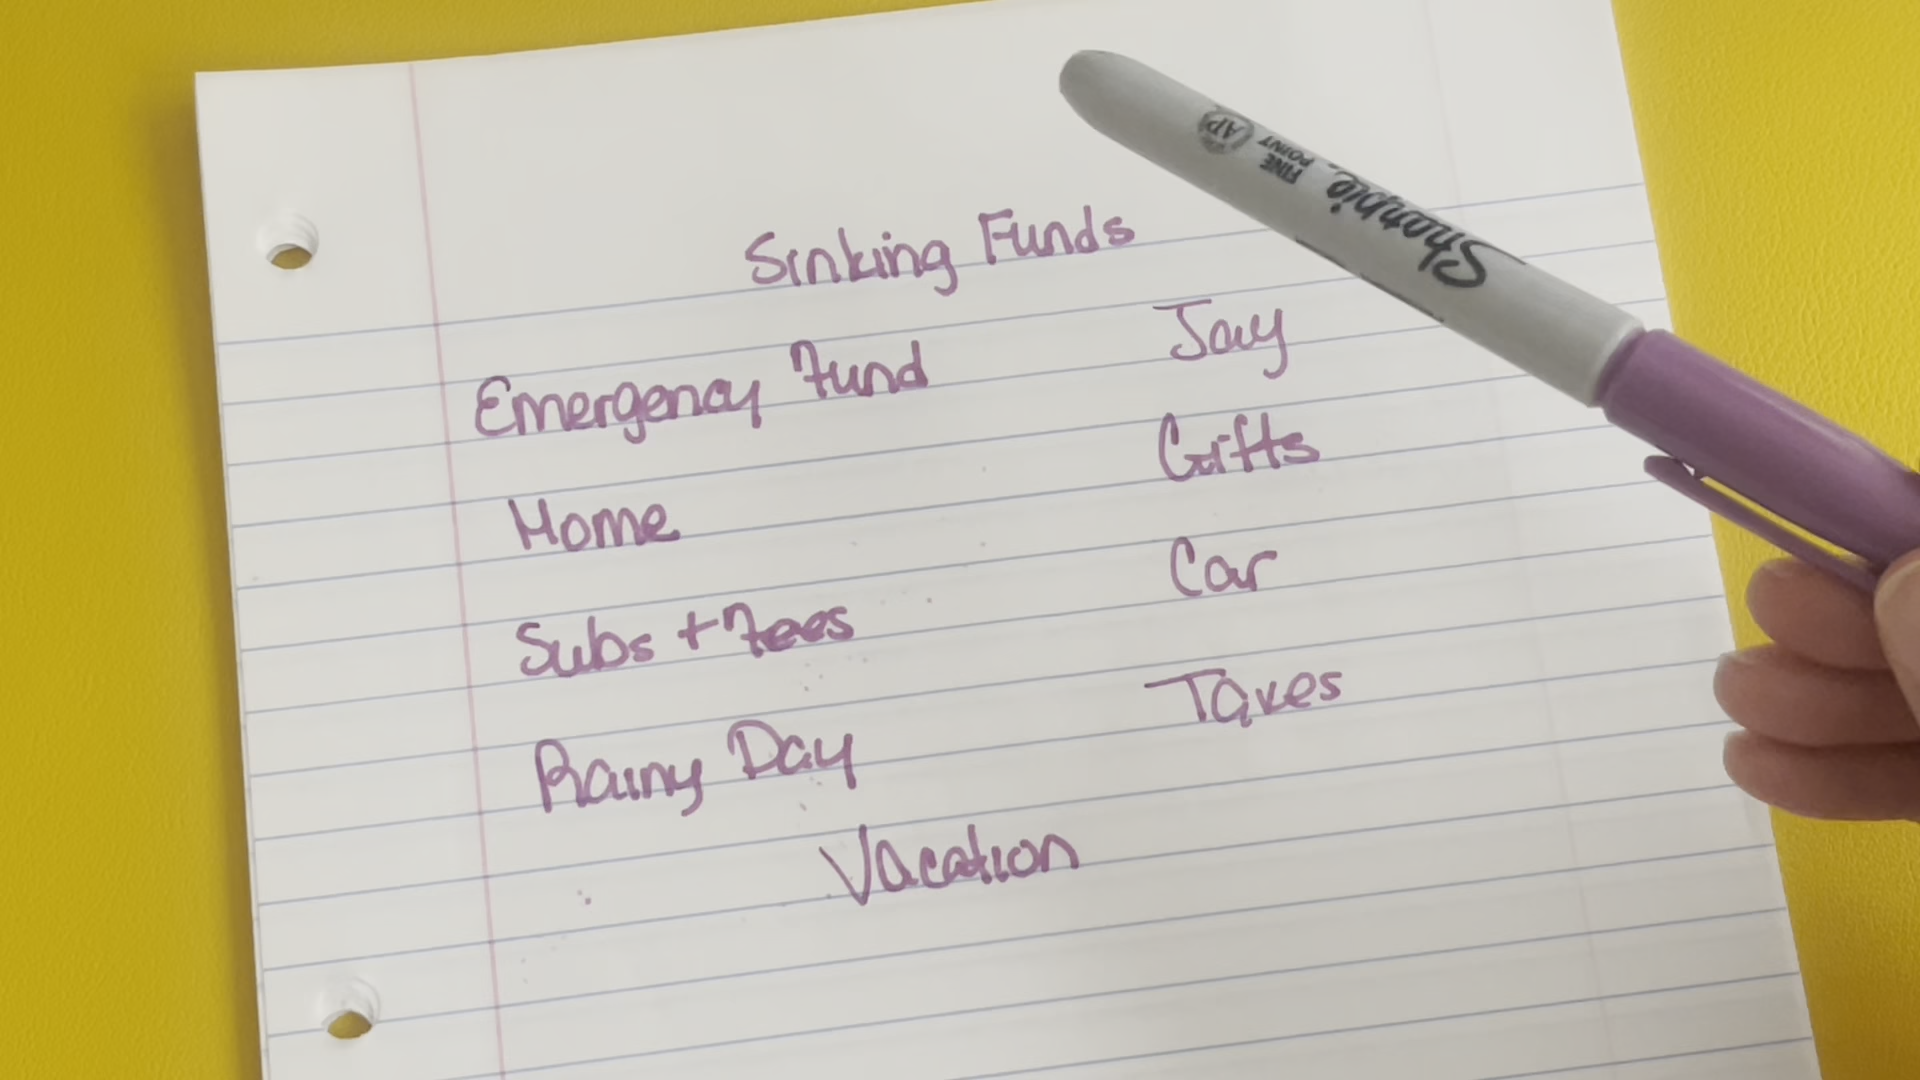 Sinking Funds
Emergency Fund
Home
Subs + Fees
Rainy Day
Jay
Gifts
Car
Taxes
Vacation
Sharpie
FINE
POINT
AP